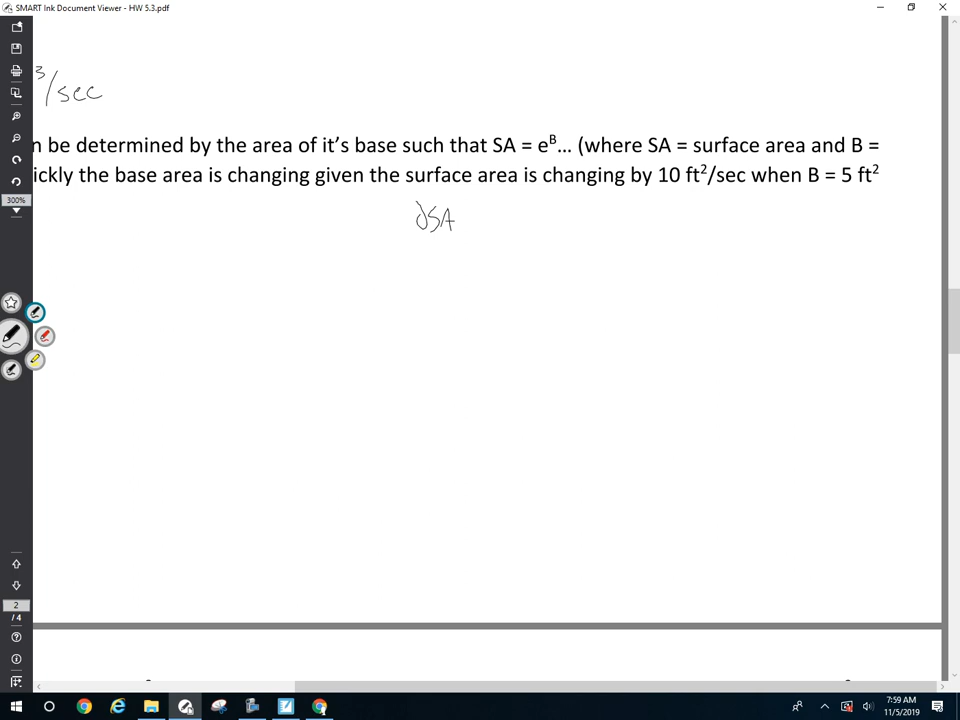 SMART Ink Document Viewer - HW 5.3.pdf
3/sec
n be determined by the area of it's base such that SA = eᴮ… (where SA = surface area and B =
ickly the base area is changing given the surface area is changing by 10 ft²/sec when B = 5 ft²
∂SA
300%
2
/ 4
7:59 AM
11/5/2019